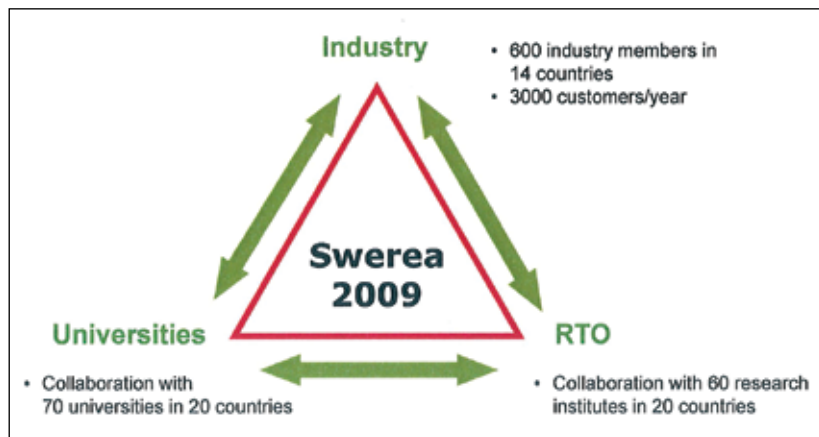 Industry
• 600 industry members in
14 countries
• 3000 customers/year
Swerea
2009
Universities
• Collaboration with
70 universities in 20 countries
RTO
• Collaboration with 60 research
institutes in 20 countries